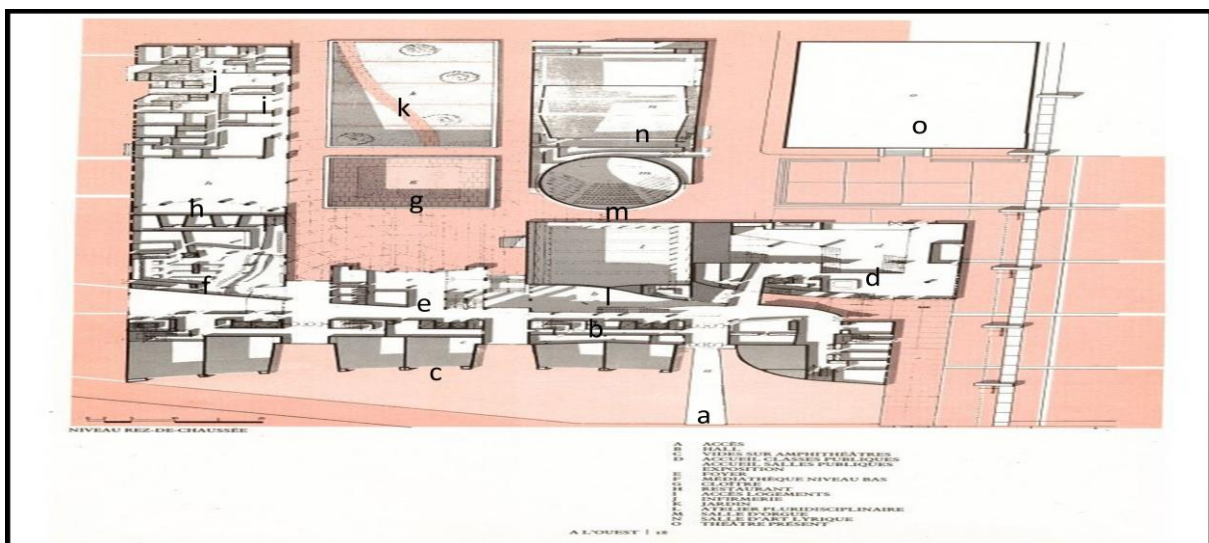 j
i
k
n
o
h
g
m
f
e
l
d
b
c
a
NIVEAU REZ-DE-CHAUSSÉE
A ACCÈS
B HALL
C VIDES SUR AMPHITHÉÂTRES
D ACCUEIL CLASSES PUBLIQUES
ACCUEIL SALLES PUBLIQUES
EXPOSITION
E FOYER
F MÉDIATHÈQUE NIVEAU BAS
G CLOÎTRE
H RESTAURANT
I ACCÈS LOGEMENTS
J INFIRMERIE
K JARDIN
L ATELIER PLURIDISCIPLINAIRE
M SALLE D'ORGUE
N SALLE D'ART LYRIQUE
O THÉÂTRE PRÉSENT
A L'OUEST | 18